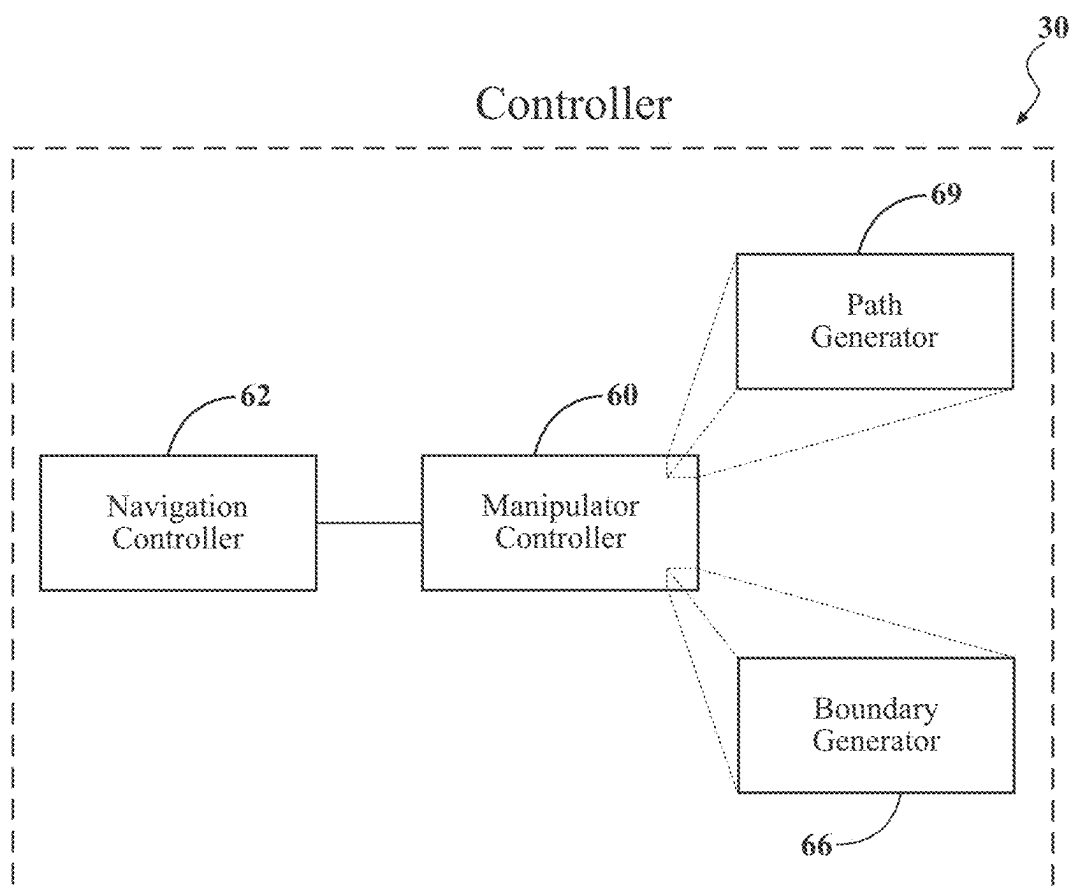 30
Controller
69
Path
Generator
62
60
Navigation
Controller
Manipulator
Controller
Boundary
Generator
66